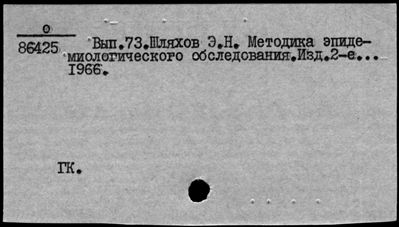 о
86425
Вып.73.Шляхов Э.Н. Методика эпиде-
миологического обследования.Изд.2-е...
1966.
ГК.